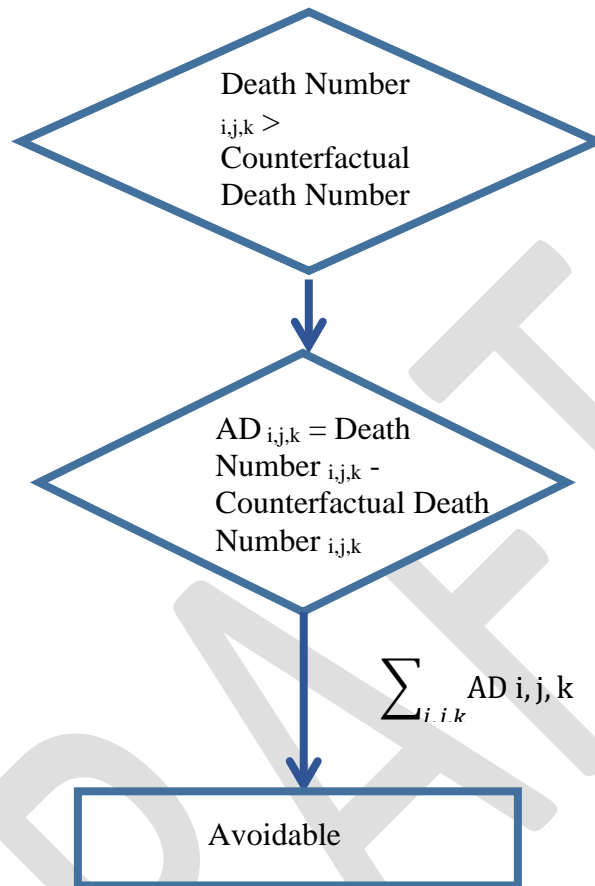 Death Number
i,j,k >
Counterfactual
Death Number
AD i,j,k = Death
Number i,j,k -
Counterfactual Death
Number i,j,k
∑i,j,k AD i, j, k
Avoidable